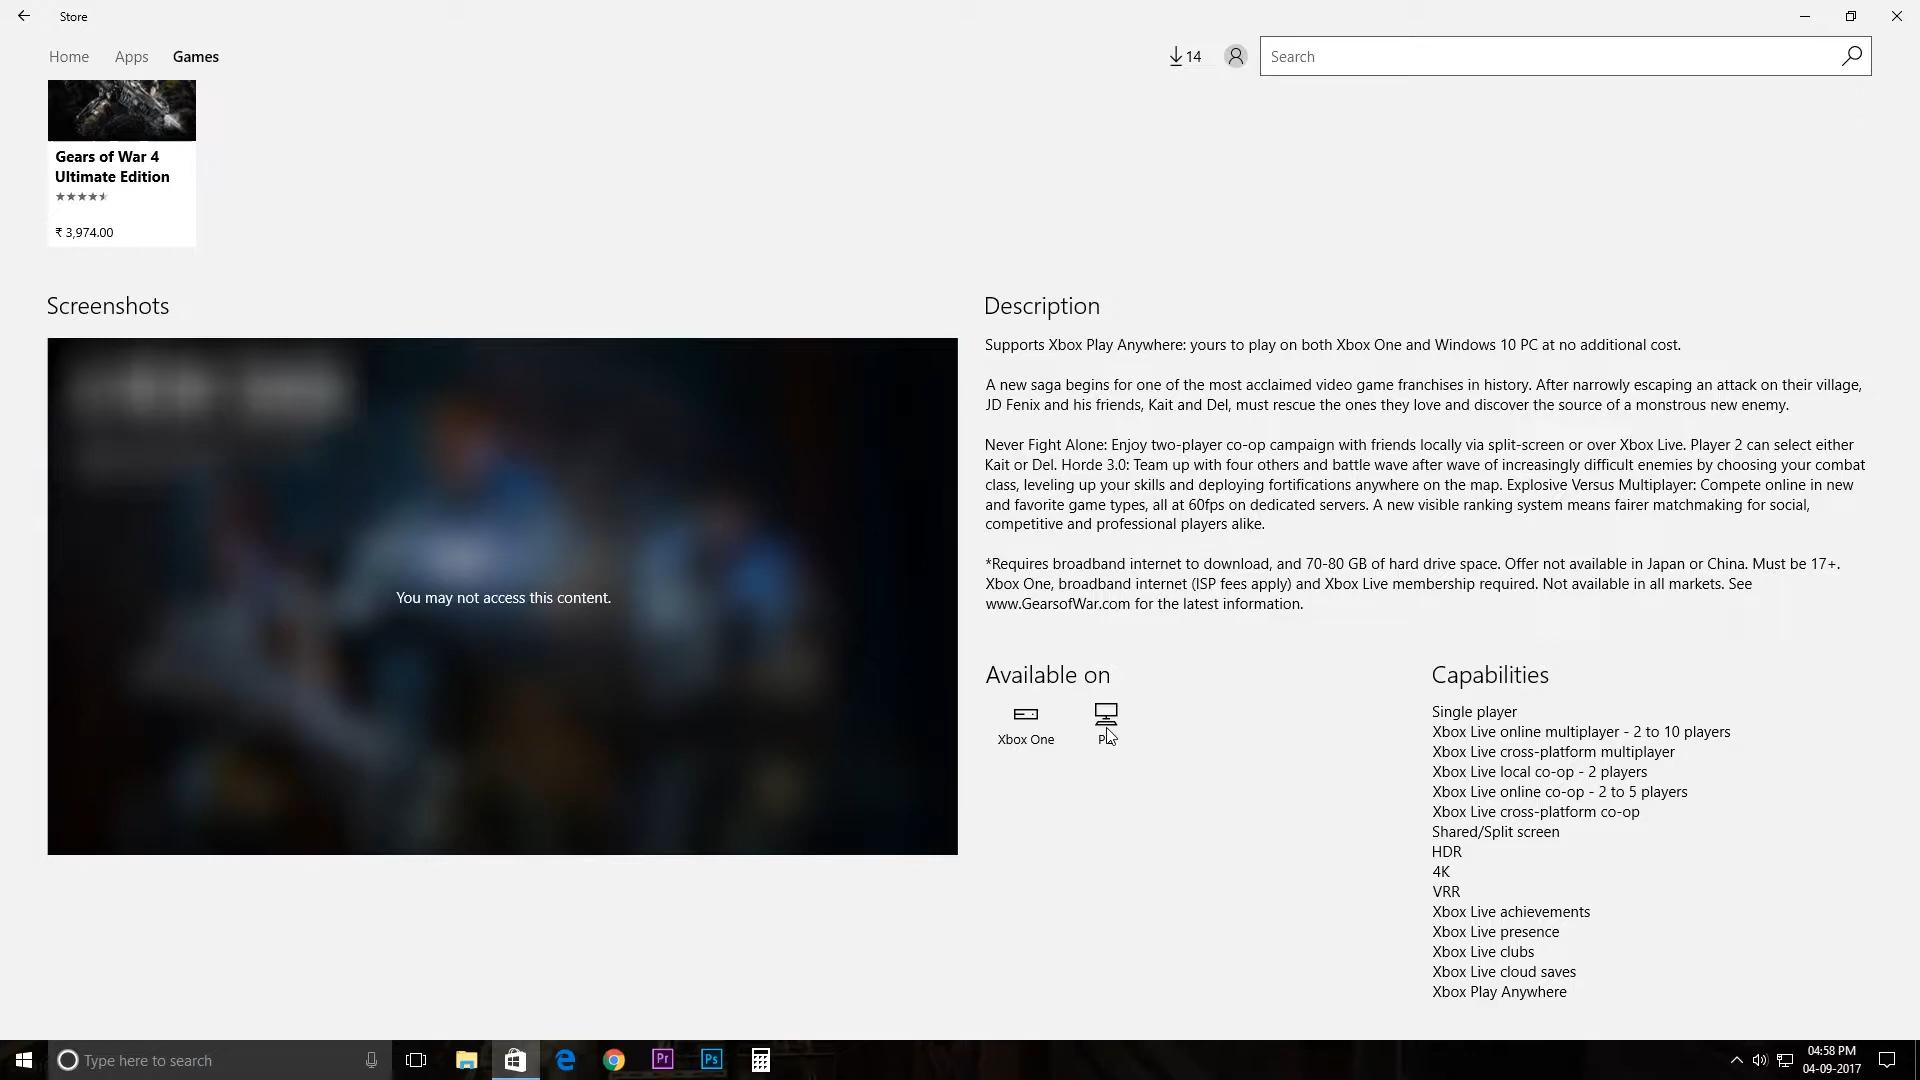 Store
Home Apps Games
14
Search
Gears of War 4
Ultimate Edition
₹ 3,974.00
Screenshots
You may not access this content.
Description
Supports Xbox Play Anywhere: yours to play on both Xbox One and Windows 10 PC at no additional cost.
A new saga begins for one of the most acclaimed video game franchises in history. After narrowly escaping an attack on their village,
JD Fenix and his friends, Kait and Del, must rescue the ones they love and discover the source of a monstrous new enemy.
Never Fight Alone: Enjoy two-player co-op campaign with friends locally via split-screen or over Xbox Live. Player 2 can select either
Kait or Del. Horde 3.0: Team up with four others and battle wave after wave of increasingly difficult enemies by choosing your combat
class, leveling up your skills and deploying fortifications anywhere on the map. Explosive Versus Multiplayer: Compete online in new
and favorite game types, all at 60fps on dedicated servers. A new visible ranking system means fairer matchmaking for social,
competitive and professional players alike.
*Requires broadband internet to download, and 70-80 GB of hard drive space. Offer not available in Japan or China. Must be 17+.
Xbox One, broadband internet (ISP fees apply) and Xbox Live membership required. Not available in all markets. See
www.GearsofWar.com for the latest information.
Available on
Xbox One
Capabilities
Single player
Xbox Live online multiplayer - 2 to 10 players
Xbox Live cross-platform multiplayer
Xbox Live local co-op - 2 players
Xbox Live online co-op - 2 to 5 players
Xbox Live cross-platform co-op
Shared/Split screen
HDR
4K
VRR
Xbox Live achievements
Xbox Live presence
Xbox Live clubs
Xbox Live cloud saves
Xbox Play Anywhere
Type here to search
Pr
Ps
04:58 PM
04-09-2017